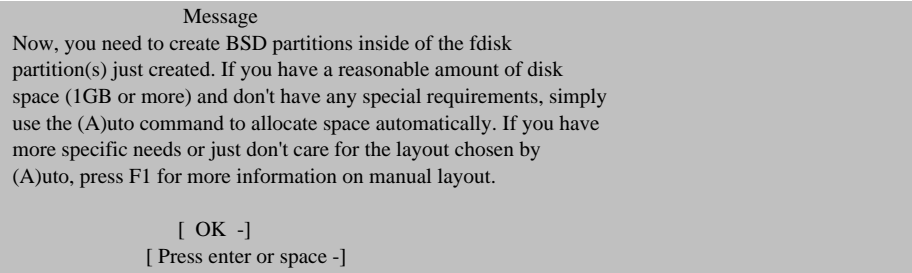 Message
Now, you need to create BSD partitions inside of the fdisk
partition(s) just created. If you have a reasonable amount of disk
space (1GB or more) and don't have any special requirements, simply
use the (A)uto command to allocate space automatically. If you have
more specific needs or just don't care for the layout chosen by
(A)uto, press F1 for more information on manual layout.
[ OK -]
[ Press enter or space -]